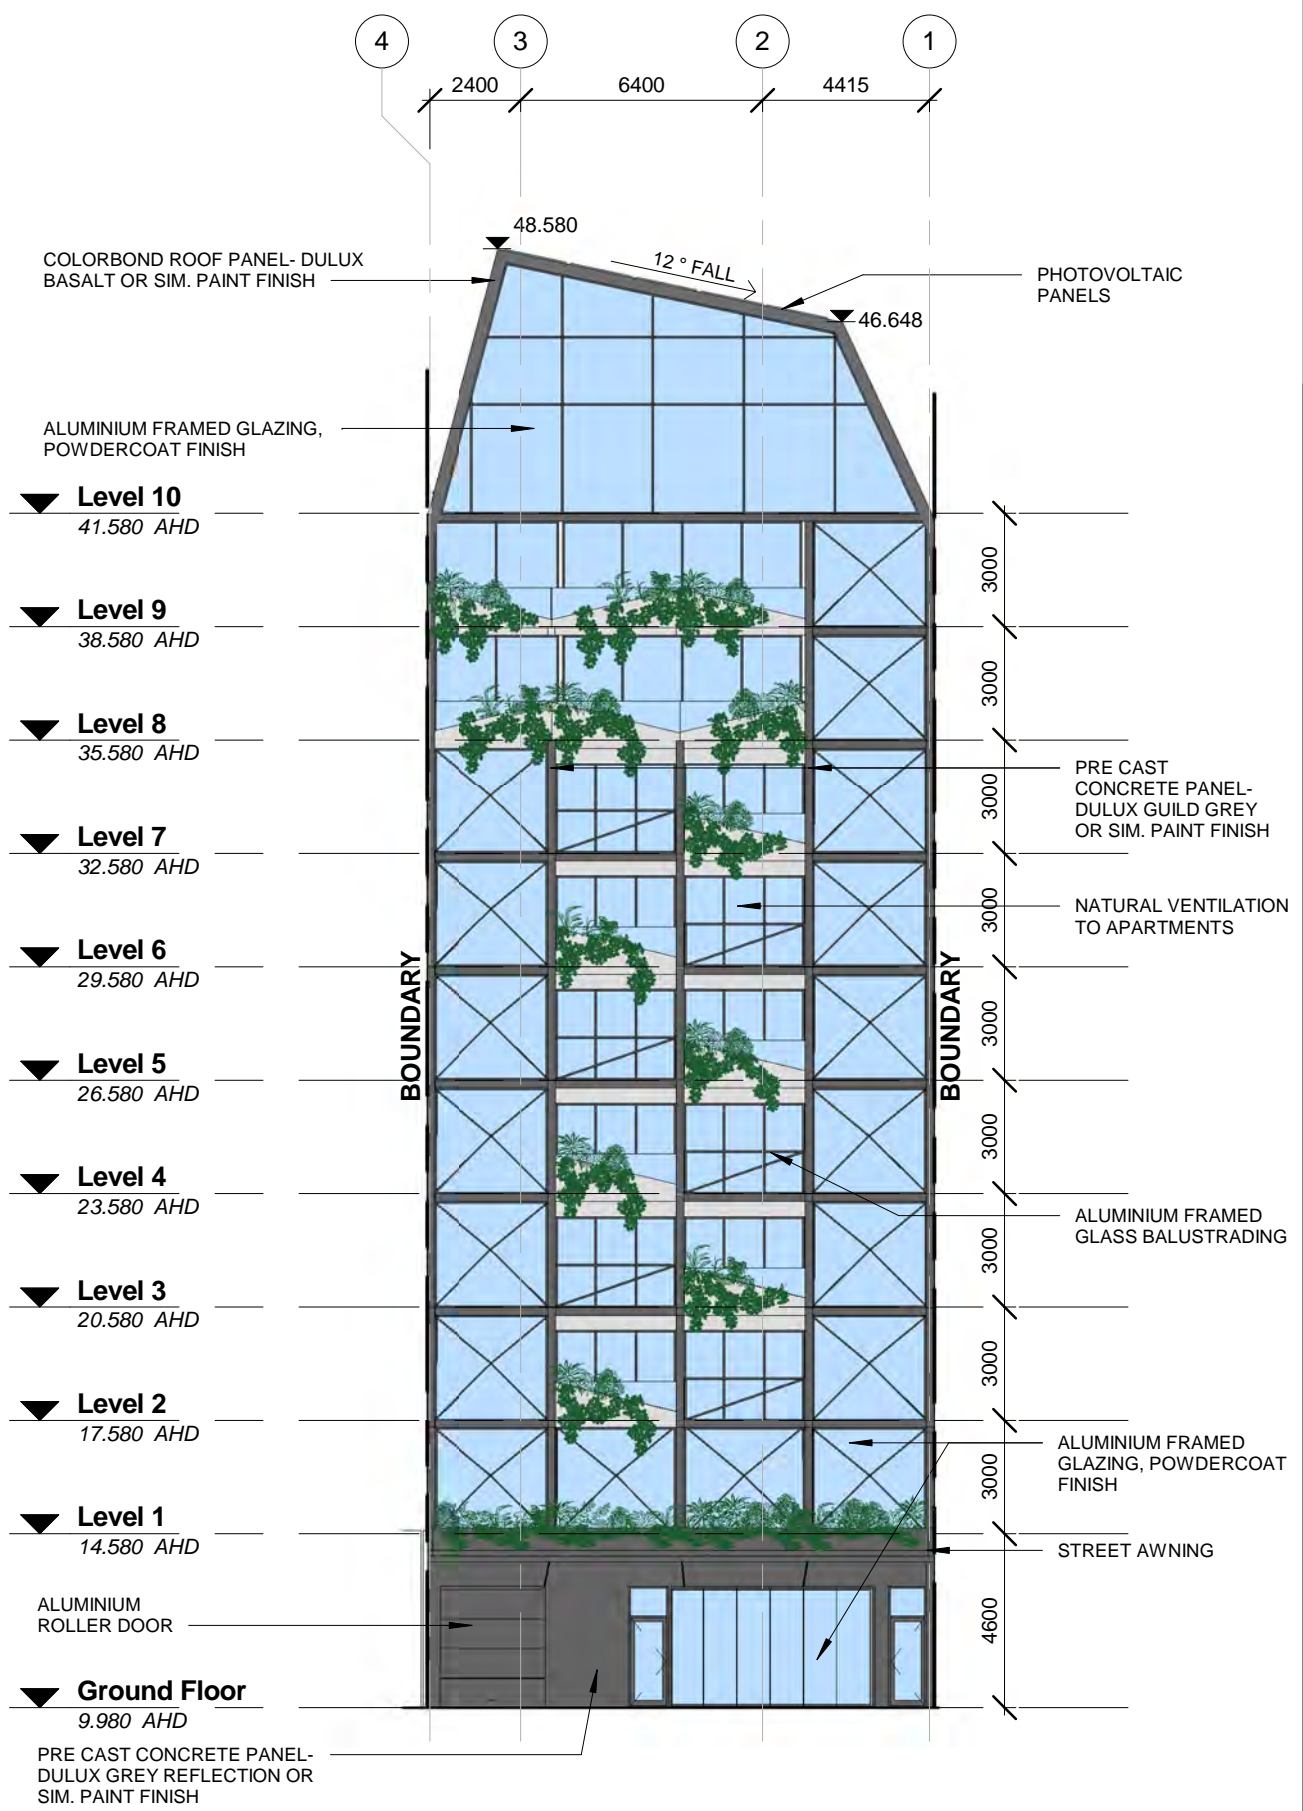 4 3 2 1
2400 6400 4415
48.580
COLORBOND ROOF PANEL- DULUX
BASALT OR SIM. PAINT FINISH
12 ° FALL
PHOTOVOLTAIC
PANELS
46.648
ALUMINIUM FRAMED GLAZING,
POWDERCOAT FINISH
Level 10
41.580 AHD
3000
Level 9
38.580 AHD
3000
Level 8
35.580 AHD
3000
PRE CAST
CONCRETE PANEL-
DULUX GUILD GREY
OR SIM. PAINT FINISH
Level 7
32.580 AHD
3000
NATURAL VENTILATION
TO APARTMENTS
Level 6
29.580 AHD
BOUNDARY
BOUNDARY
3000
Level 5
26.580 AHD
3000
Level 4
23.580 AHD
ALUMINIUM FRAMED
GLASS BALUSTRADING
3000
Level 3
20.580 AHD
3000
Level 2
17.580 AHD
ALUMINIUM FRAMED
GLAZING, POWDERCOAT
FINISH
3000
Level 1
14.580 AHD
STREET AWNING
ALUMINIUM
ROLLER DOOR
4600
Ground Floor
9.980 AHD
PRE CAST CONCRETE PANEL-
DULUX GREY REFLECTION OR
SIM. PAINT FINISH